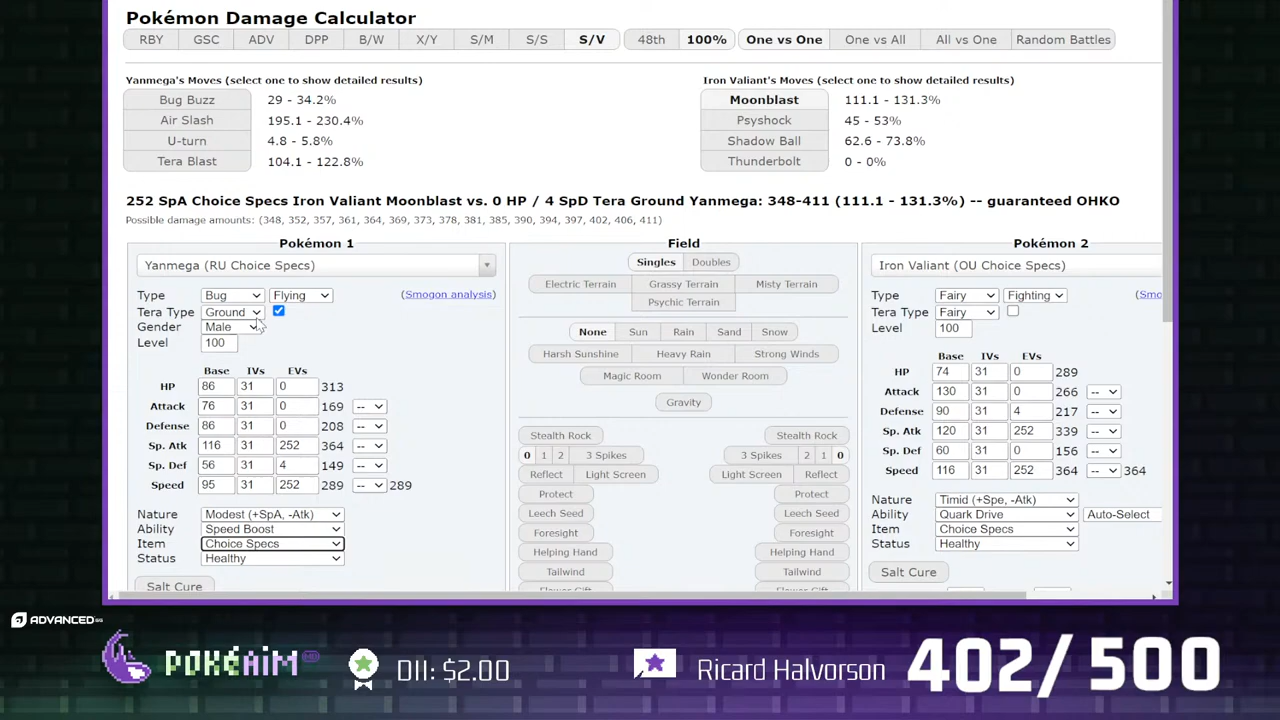 Pokémon Damage Calculator
RBY GSC ADV DPP B/W X/Y S/M S/S S/V 48th 100% One vs One One vs All All vs One Random Battles
Yanmega's Moves (select one to show detailed results) Iron Valiant's Moves (select one to show detailed results)
Bug Buzz 29 - 34.2% Moonblast 111.1 - 131.3%
Air Slash 195.1 - 230.4% Psyshock 45 - 53%
U-turn 4.8 - 5.8% Shadow Ball 62.6 - 73.8%
Tera Blast 104.1 - 122.8% Thunderbolt 0 - 0%
252 SpA Choice Specs Iron Valiant Moonblast vs. 0 HP / 4 SpD Tera Ground Yanmega: 348-411 (111.1 - 131.3%) -- guaranteed OHKO
Possible damage amounts: (348, 352, 357, 361, 364, 369, 373, 378, 381, 385, 390, 394, 397, 402, 406, 411)
Pokémon 1
Yanmega (RU Choice Specs)
Type Bug Flying (Smogon analysis)
Tera Type Ground
Gender Male
Level 100
Base IVs EVs
HP 86 31 0 313
Attack 76 31 0 169 --
Defense 86 31 0 208 --
Sp. Atk 116 31 252 364 --
Sp. Def 56 31 4 149 --
Speed 95 31 252 289 -- 289
Nature Modest (+SpA, -Atk)
Ability Speed Boost
Item Choice Specs
Status Healthy
Salt Cure
Field
Singles Doubles
Electric Terrain Grassy Terrain Misty Terrain
Psychic Terrain
None Sun Rain Sand Snow
Harsh Sunshine Heavy Rain Strong Winds
Magic Room Wonder Room
Gravity
Stealth Rock Stealth Rock
0 1 2 3 Spikes 3 Spikes 2 1 0
Reflect Light Screen Light Screen Reflect
Protect Protect
Leech Seed Leech Seed
Foresight Foresight
Helping Hand Helping Hand
Tailwind Tailwind
Flower Gift Flower Gift
Pokémon 2
Iron Valiant (OU Choice Specs)
Type Fairy Fighting (Smo
Tera Type Fairy
Level 100
Base IVs EVs
HP 74 31 0 289
Attack 130 31 0 266 --
Defense 90 31 4 217 --
Sp. Atk 120 31 252 339 --
Sp. Def 60 31 0 156 --
Speed 116 31 252 364 -- 364
Nature Timid (+Spe, -Atk)
Ability Quark Drive Auto-Select
Item Choice Specs
Status Healthy
Salt Cure
ADVANCED.GG
POKÉAIM MD DII: $2.00 Ricard Halvorson 402/500